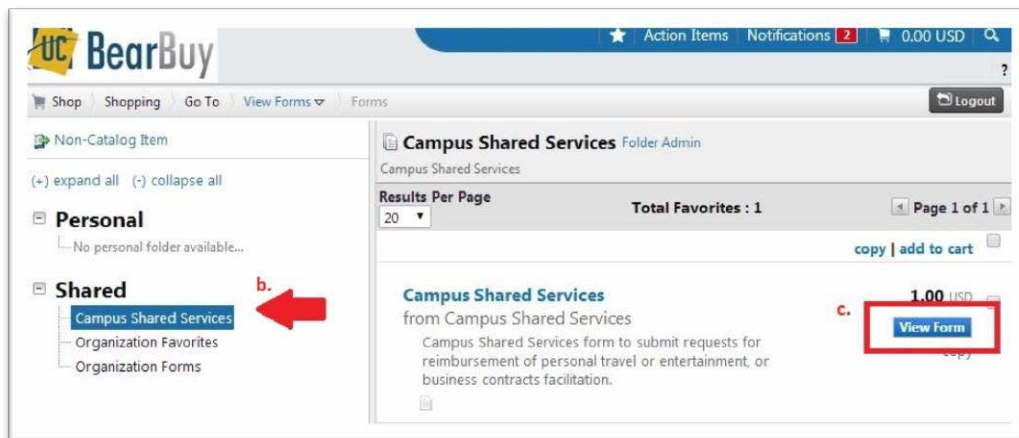 UC BearBuy
Action Items Notifications 2 0.00 USD
?
Shop Shopping Go To View Forms Forms
Logout
Non-Catalog Item
(+) expand all (-) collapse all
Personal
No personal folder available...
Shared
b.
Campus Shared Services
Organization Favorites
Organization Forms
Campus Shared Services Folder Admin
Campus Shared Services
Results Per Page
20
Total Favorites : 1
Page 1 of 1
copy | add to cart
Campus Shared Services
1.00 USD
from Campus Shared Services
c.
View Form
Campus Shared Services form to submit requests for
reimbursement of personal travel or entertainment, or
business contracts facilitation.
copy